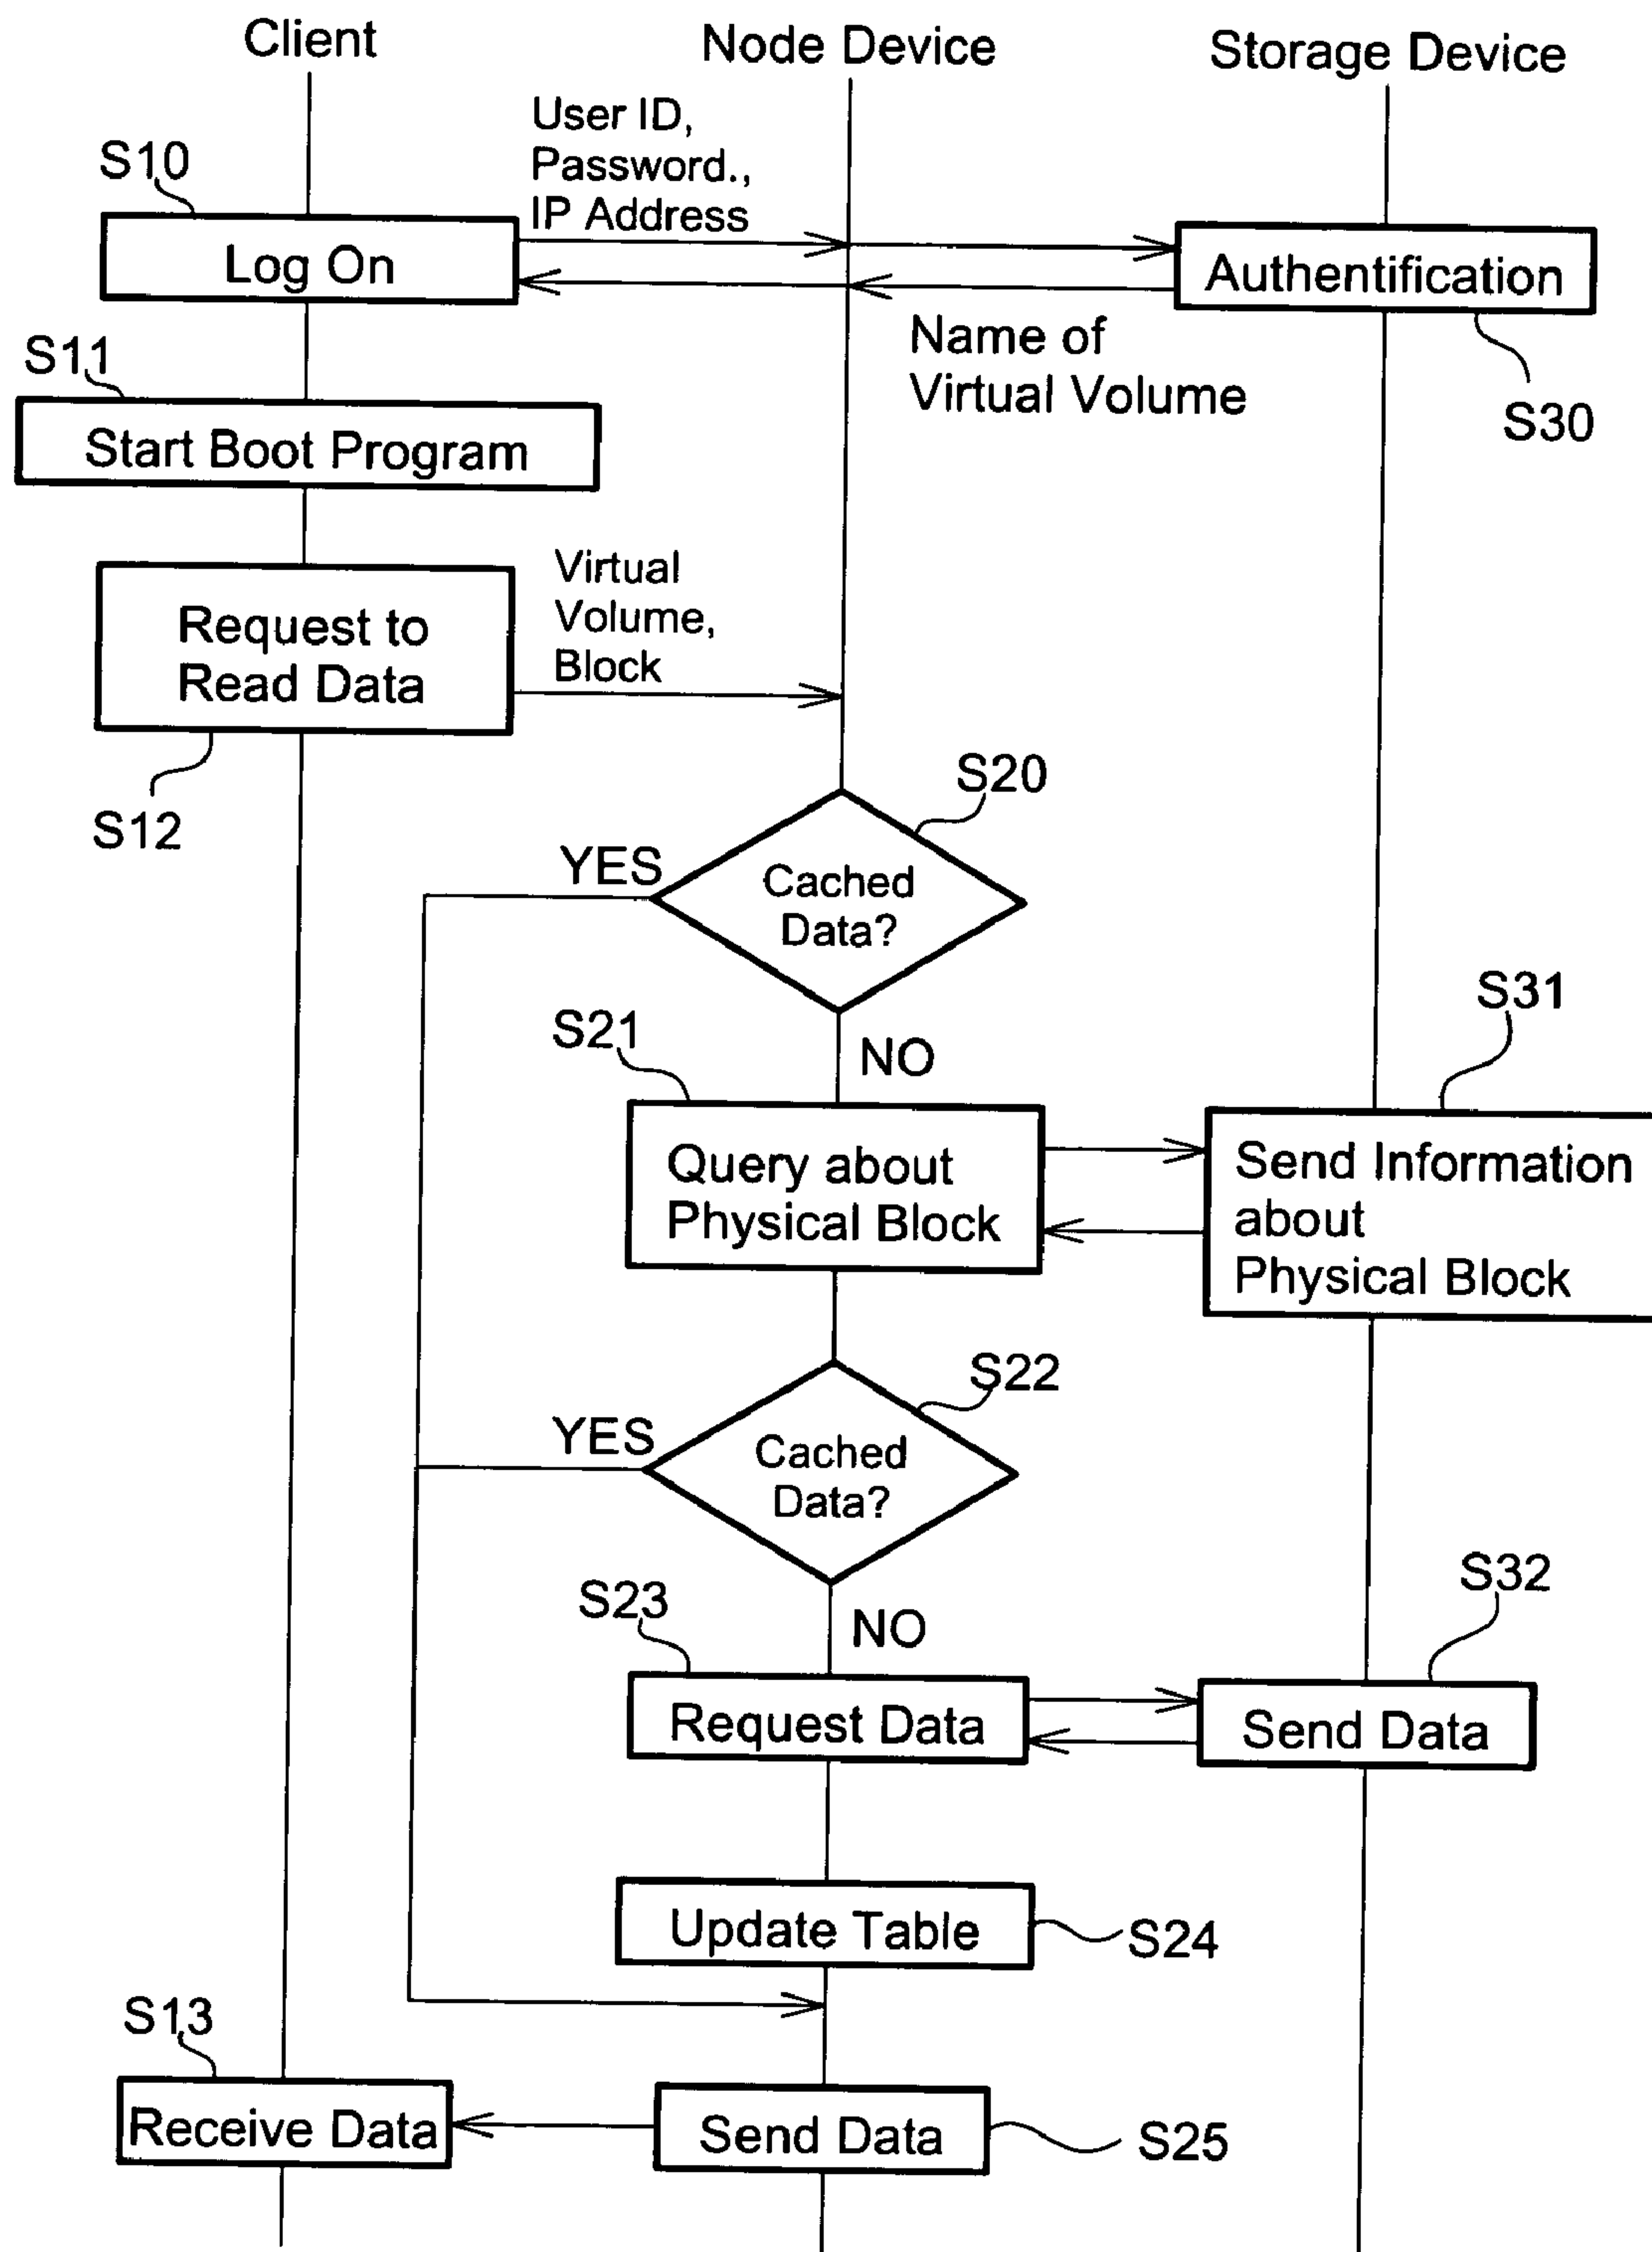 Client
Node Device
Storage Device
User ID,
Password.,
IP Address
S10
Log On
Authentification
Name of
Virtual Volume
S30
S11
Start Boot Program
Virtual
Volume,
Block
Request to
Read Data
S12
S20
YES
Cached
Data?
NO
S21
S31
Query about
Physical Block
Send Information
about
Physical Block
S22
YES
Cached
Data?
NO
S23
S32
Request Data
Send Data
Update Table
S24
S13
Receive Data
Send Data
S25